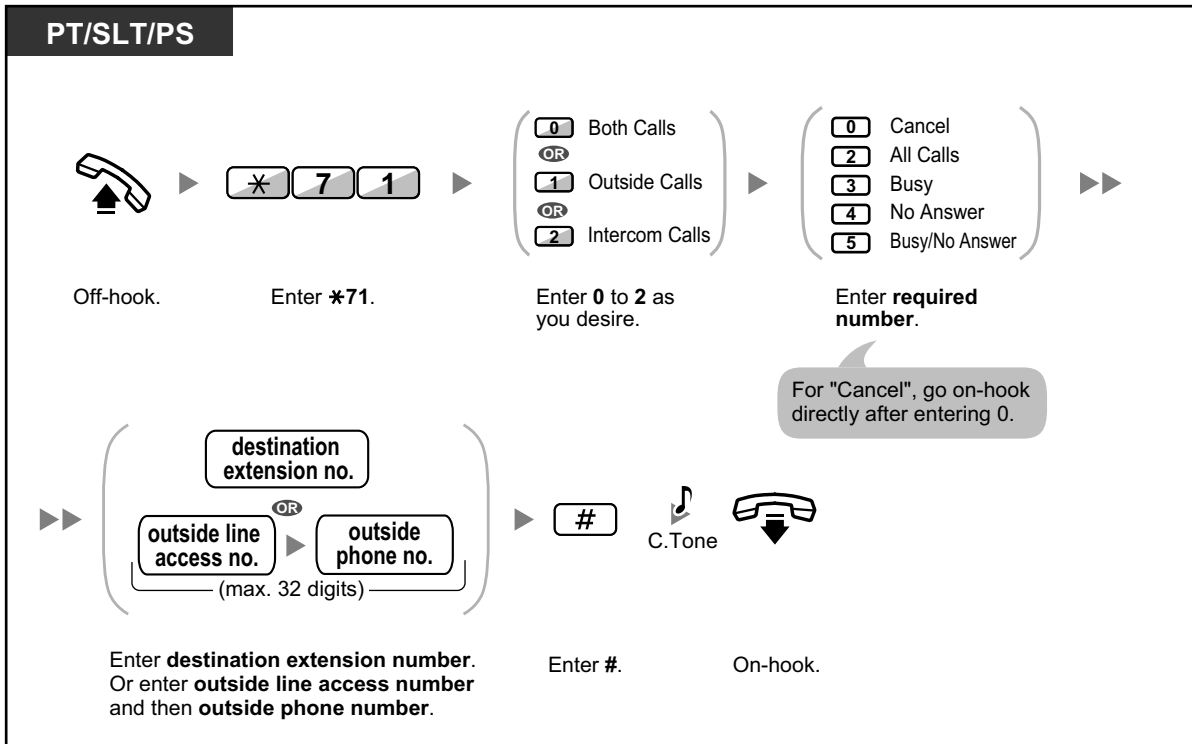 PT/SLT/PS
0 Both Calls
OR
1 Outside Calls
OR
2 Intercom Calls
0 Cancel
2 All Calls
3 Busy
4 No Answer
5 Busy/No Answer
* 7 1
Off-hook.
Enter *71.
Enter 0 to 2 as
you desire.
Enter required
number.
For "Cancel", go on-hook
directly after entering 0.
destination
extension no.
OR
outside line
access no.
outside
phone no.
(max. 32 digits)
#
C.Tone
Enter destination extension number.
Or enter outside line access number
and then outside phone number.
Enter #.
On-hook.